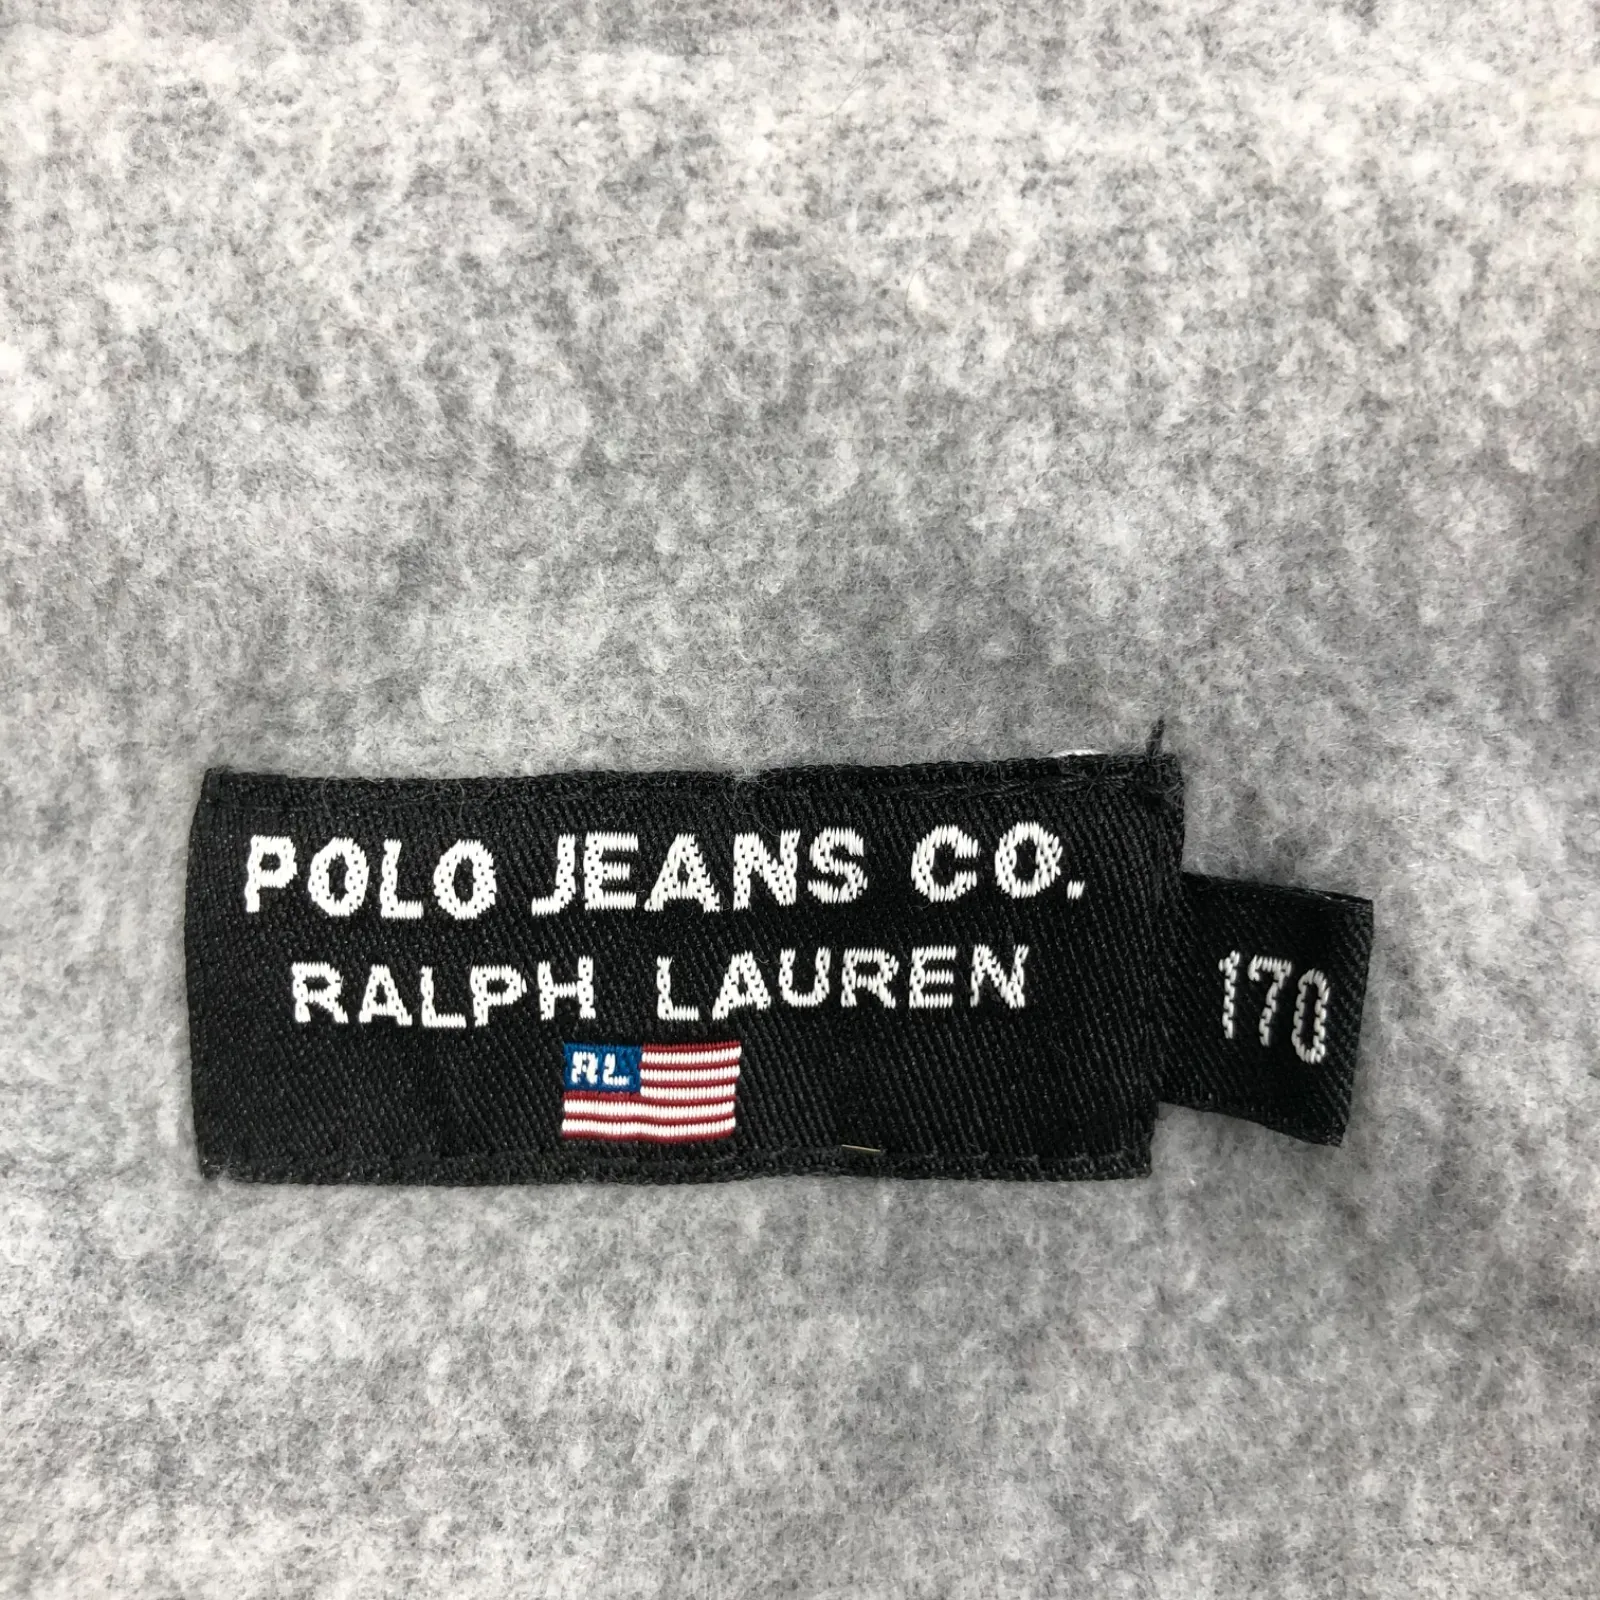 POLO JEANS CO.
RALPH LAUREN
RL
170